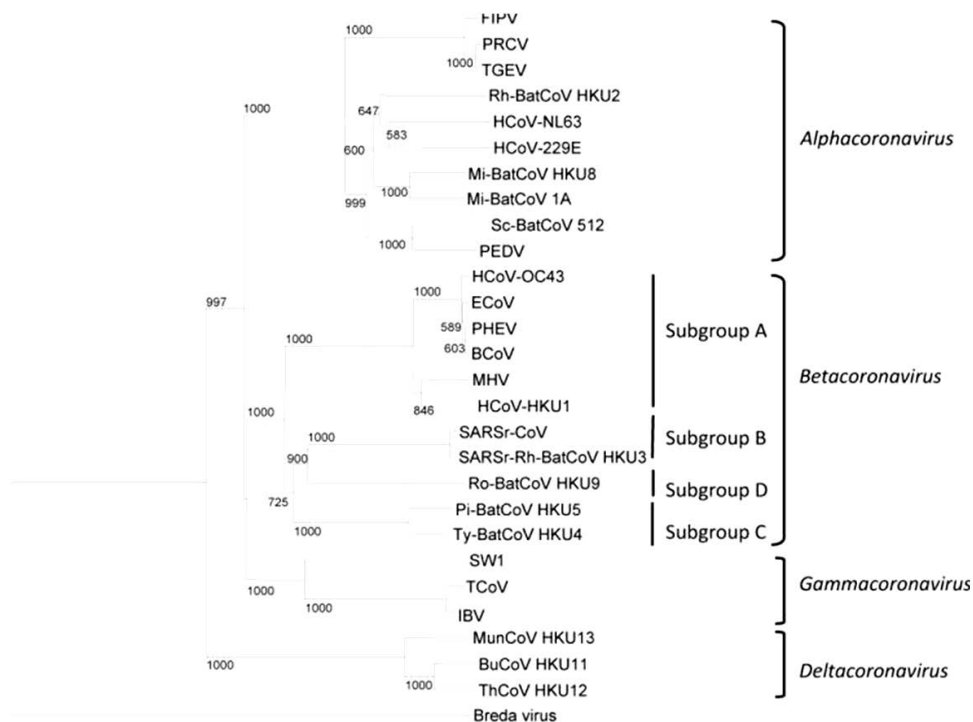 FIPV
1000
PRCV
1000
TGEV
Rh-BatCoV HKU2
1000
647
HCoV-NL63
583
Alphacoronavirus
600
HCoV-229E
Mi-BatCoV HKU8
1000
Mi-BatCoV 1A
999
Sc-BatCoV 512
1000
PEDV
HCoV-OC43
1000
997
ECoV
589
PHEV
Subgroup A
1000
603
BCoV
MHV
Betacoronavirus
846
HCoV-HKU1
1000
SARSr-CoV
1000
Subgroup B
900
SARSr-Rh-BatCoV HKU3
Ro-BatCoV HKU9
Subgroup D
725
Pi-BatCoV HKU5
1000
Ty-BatCoV HKU4
Subgroup C
SW1
1000
TCoV
Gammacoronavirus
1000
IBV
MunCoV HKU13
1000
BuCoV HKU11
Deltacoronavirus
1000
ThCoV HKU12
Breda virus